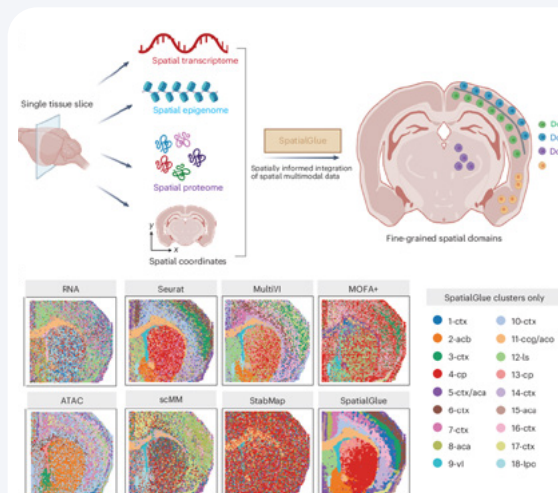 Spatial transcriptome
Single tissue slice
Spatial epigenome
SpatialGlue
Spatially informed integration
of spatial multimodal data
Spatial proteome
y
x
Spatial coordinates
Do
Do
Do
Fine-grained spatial domains
RNA
Seurat
MultiVI
MOFA+
SpatialGlue clusters only
1-ctx
10-ctx
2-acb
11-ccg/aco
3-ctx
12-ls
4-cp
13-cp
5-ctx/aca
14-ctx
6-ctx
15-aca
7-ctx
16-ctx
8-aca
17-ctx
9-vl
18-lpo
ATAC
scMM
StabMap
SpatialGlue